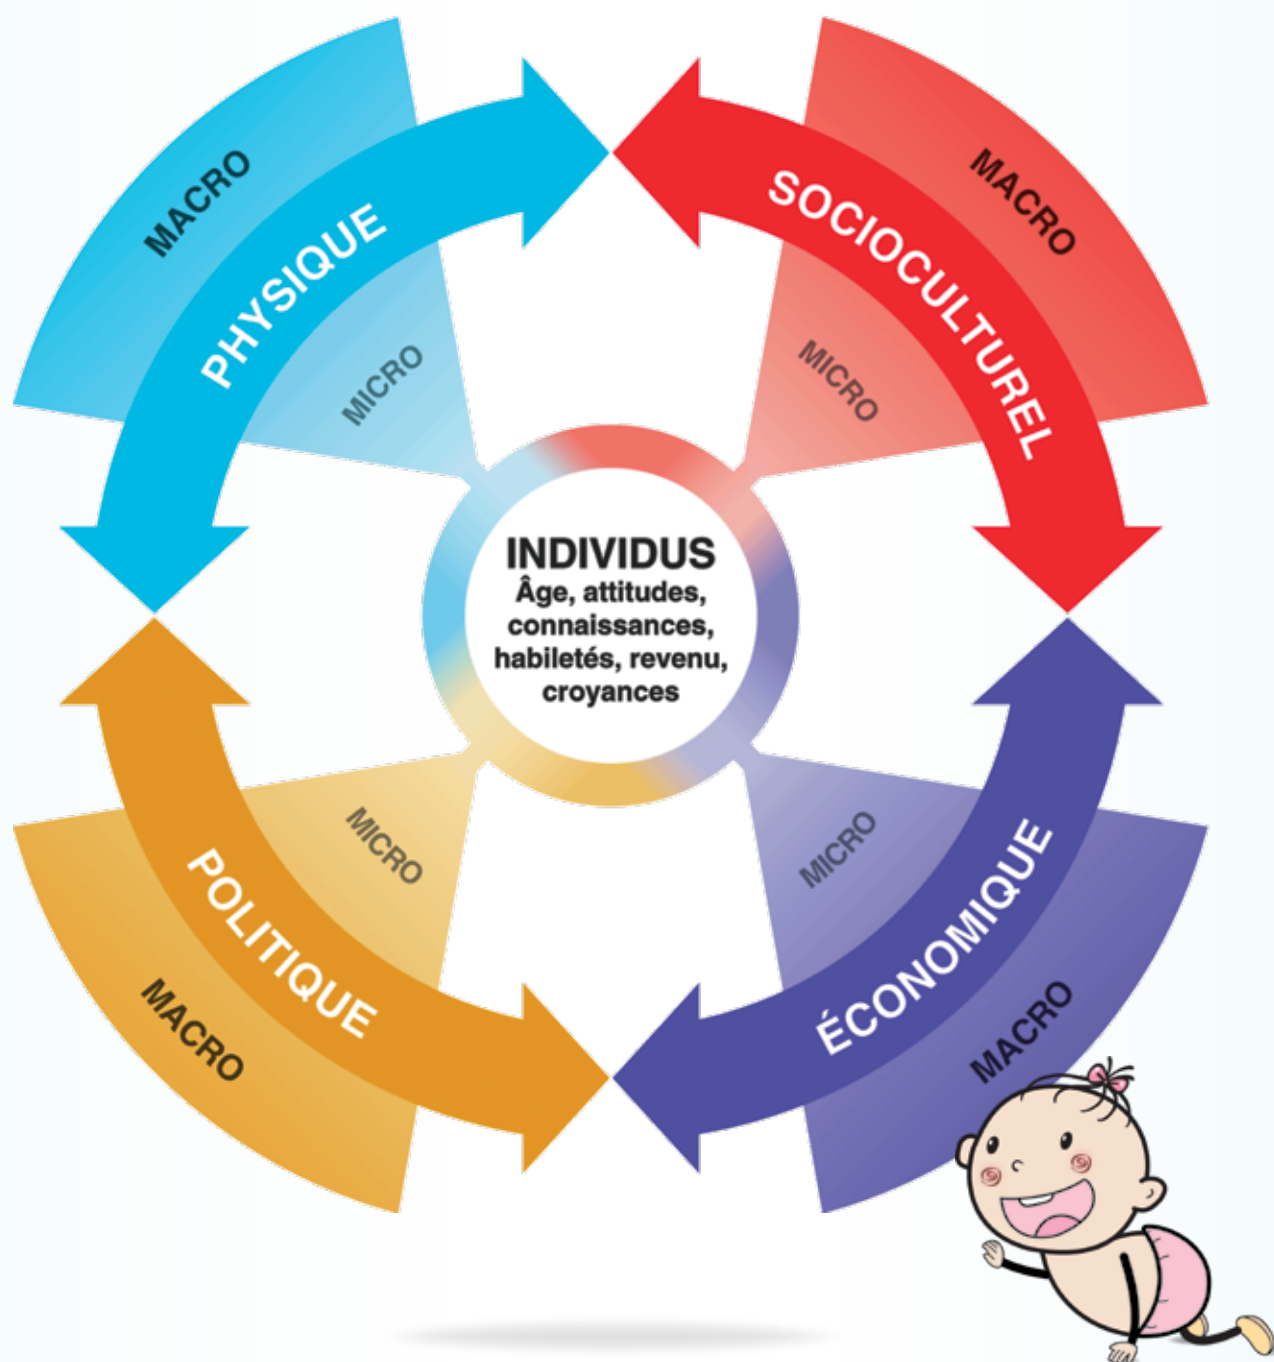 MACRO
PHYSIQUE
MICRO
MACRO
SOCIOCULTUREL
MICRO
INDIVIDUS
Âge, attitudes,
connaissances,
habiletés, revenu,
croyances
MICRO
POLITIQUE
MACRO
MICRO
ÉCONOMIQUE
MACRO